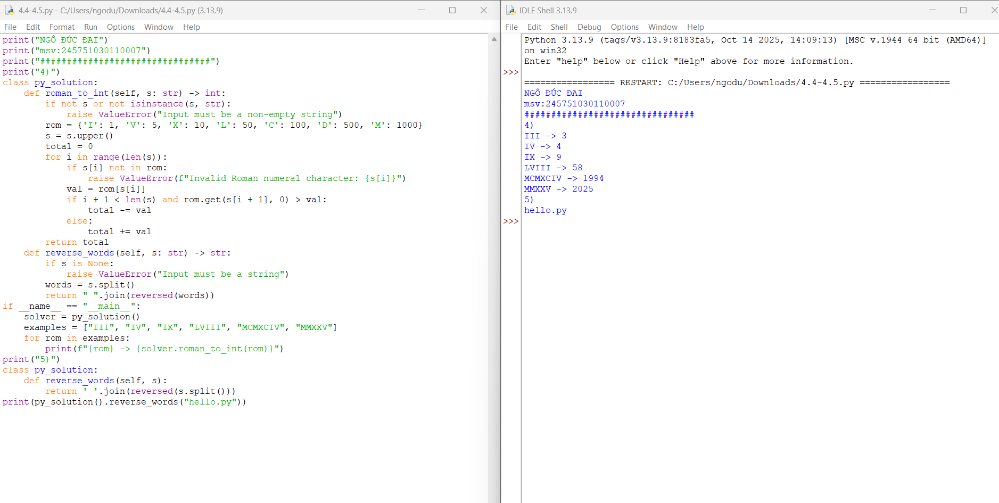 4.4-4.5.py - C:/Users/ngodu/Downloads/4.4-4.5.py (3.13.9)
File Edit Format Run Options Window Help
print("NGÔ ĐỨC ĐAI")
print("msv:245751030110007")
print("################################")
print("4)")
class py_solution:
    def roman_to_int(self, s: str) -> int:
        if not s or not isinstance(s, str):
            raise ValueError("Input must be a non-empty string")
        rom = {'I': 1, 'V': 5, 'X': 10, 'L': 50, 'C': 100, 'D': 500, 'M': 1000}
        s = s.upper()
        total = 0
        for i in range(len(s)):
            if s[i] not in rom:
                raise ValueError(f"Invalid Roman numeral character: {s[i]}")
            val = rom[s[i]]
            if i + 1 < len(s) and rom.get(s[i + 1], 0) > val:
                total -= val
            else:
                total += val
        return total
    def reverse_words(self, s: str) -> str:
        if s is None:
            raise ValueError("Input must be a string")
        words = s.split()
        return " ".join(reversed(words))
if __name__ == "__main__":
    solver = py_solution()
    examples = ["III", "IV", "IX", "LVIII", "MCMXCIV", "MMXXV"]
    for rom in examples:
        print(f"{rom} -> {solver.roman_to_int(rom)}")
print("5)")
class py_solution:
    def reverse_words(self, s):
        return ' '.join(reversed(s.split()))
print(py_solution().reverse_words("hello.py"))
IDLE Shell 3.13.9
File Edit Shell Debug Options Window Help
Python 3.13.9 (tags/v3.13.9:8183fa5, Oct 14 2025, 14:09:13) [MSC v.1944 64 bit (AMD64)]
on win32
Enter "help" below or click "Help" above for more information.
>>>
================= RESTART: C:/Users/ngodu/Downloads/4.4-4.5.py =================
NGÔ ĐỨC ĐAI
msv:245751030110007
################################
4)
III -> 3
IV -> 4
IX -> 9
LVIII -> 58
MCMXCIV -> 1994
MMXXV -> 2025
5)
hello.py
>>>